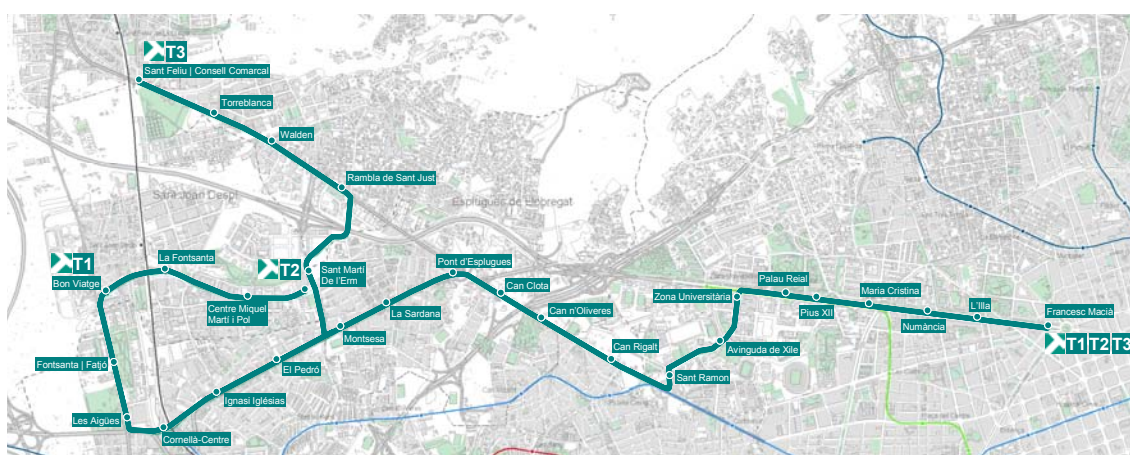 T3
Sant Feliu | Consell Comarcal
Torreblanca
Walden
Rambla de Sant Just
Sant Joan Despí
Esplugues de Llobregat
T1
Bon Viatge
La Fontsanta
T2
Centre Miquel
Martí i Pol
Sant Martí
De l'Erm
Pont d'Esplugues
Can Clota
Can n'Oliveres
La Sardana
Montsesa
El Pedró
Ignasi Iglésias
Cornellà-Centre
Les Aigües
Fontsanta | Fatjó
Can Rigalt
Sant Ramon
Avinguda de Xile
Zona Universitària
Palau Reial
Pius XII
Maria Cristina
Numància
L'Illa
Francesc Macià
T1 T2 T3